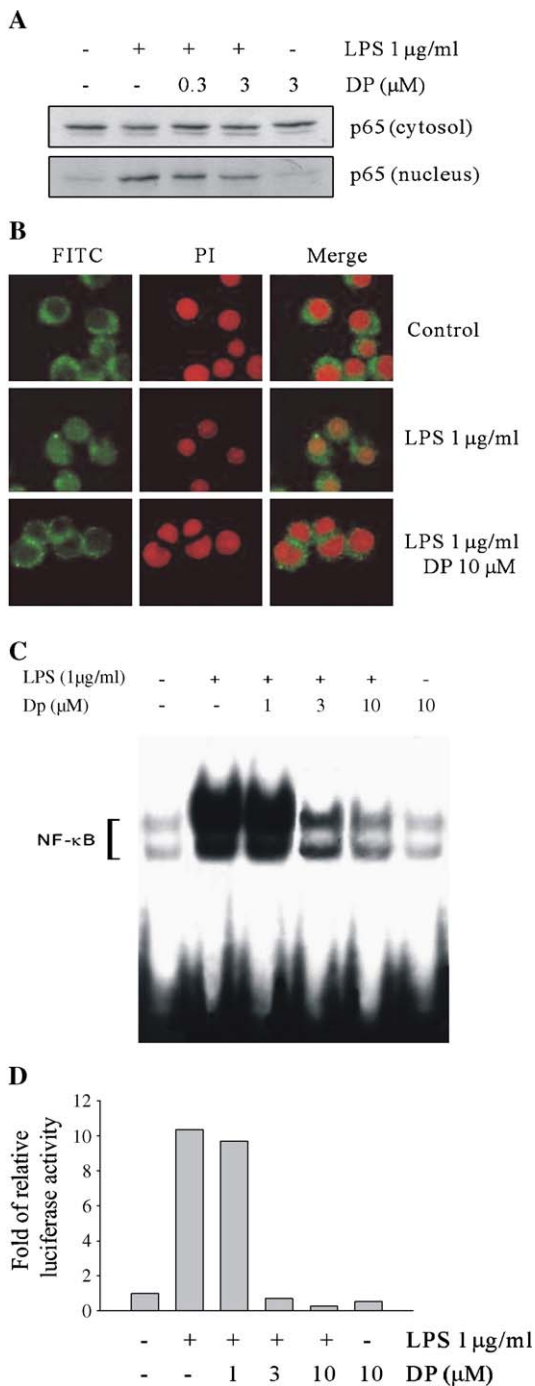 A
- + + + - LPS 1 µg/ml
- - 0.3 3 3 DP (µM)
p65 (cytosol)
p65 (nucleus)
B
FITC PI Merge
Control
LPS 1 µg/ml
LPS 1 µg/ml
DP 10 µM
C
LPS (1µg/ml) - + + + + -
Dp (µM) - - 1 3 10 10
NF-κB
D
Fold of relative
luciferase activity
12
10
8
6
4
2
0
- + + + + - LPS 1 µg/ml
- - 1 3 10 10 DP (µM)